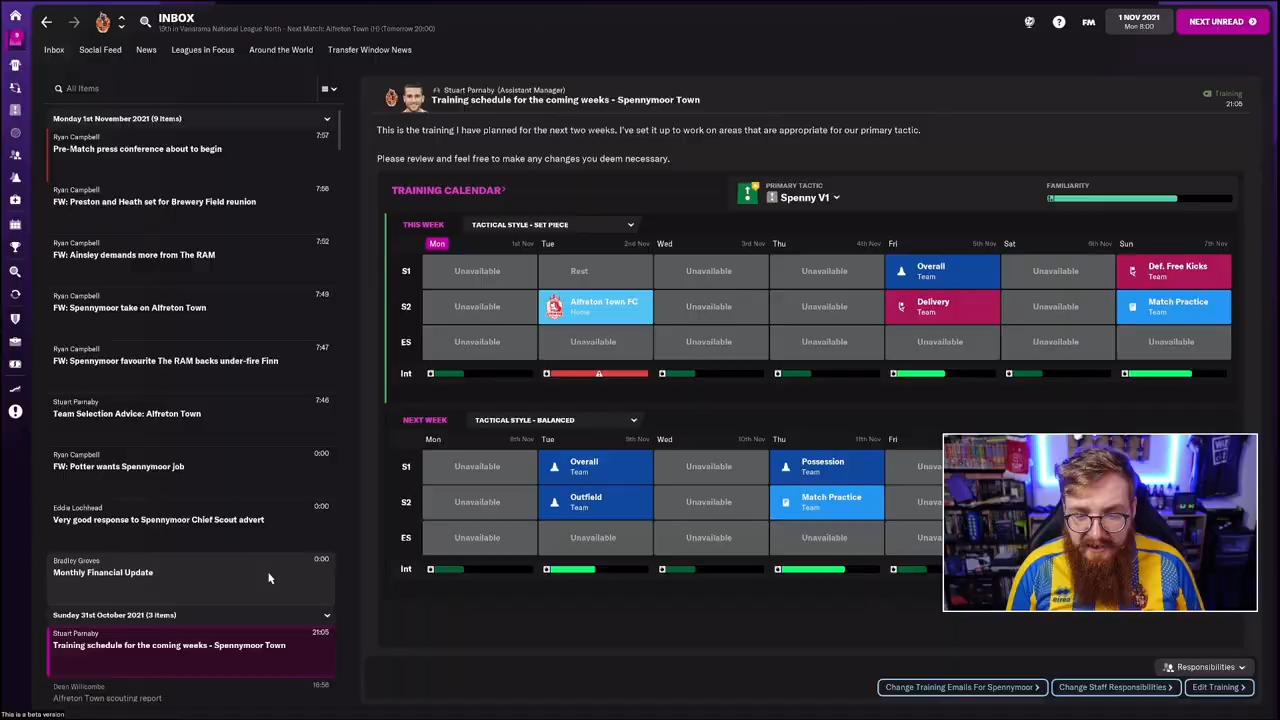 INBOX
15th in Vanarama National League North - Next Match: Alfreton Town (H) (Tomorrow 20:00)
FM
1 NOV 2021
Mon 8:00
NEXT UNREAD
Inbox
Social Feed
News
Leagues in Focus
Around the World
Transfer Window News
All Items
Monday 1st November 2021 (9 Items)
Ryan Campbell 7:57
Pre-Match press conference about to begin
Ryan Campbell 7:56
FW: Preston and Heath set for Brewery Field reunion
Ryan Campbell 7:52
FW: Ainsley demands more from The RAM
Ryan Campbell 7:49
FW: Spennymoor take on Alfreton Town
Ryan Campbell 7:47
FW: Spennymoor favourite The RAM backs under-fire Finn
Stuart Parnaby 7:46
Team Selection Advice: Alfreton Town
Ryan Campbell 0:00
FW: Potter wants Spennymoor job
Eddie Lochhead 0:00
Very good response to Spennymoor Chief Scout advert
Bradley Groves 0:00
Monthly Financial Update
Sunday 31st October 2021 (3 items)
Stuart Parnaby 21:05
Training schedule for the coming weeks - Spennymoor Town
Dean Willicombe 16:56
Alfreton Town scouting report
This is a beta version
Stuart Parnaby (Assistant Manager)
Training schedule for the coming weeks - Spennymoor Town
Training
21:05
This is the training I have planned for the next two weeks. I've set it up to work on areas that are appropriate for our primary tactic.
Please review and feel free to make any changes you deem necessary.
TRAINING CALENDAR
PRIMARY TACTIC
Spenny V1
FAMILIARITY
THIS WEEK
TACTICAL STYLE - SET PIECE
Mon 1st Nov Tue 2nd Nov Wed 3rd Nov Thu 4th Nov Fri 5th Nov Sat 6th Nov Sun 7th Nov
S1 Unavailable Rest Unavailable Unavailable Overall Team Unavailable Def. Free Kicks Team
S2 Unavailable Alfreton Town FC Home Unavailable Unavailable Delivery Team Unavailable Match Practice Team
ES Unavailable Unavailable Unavailable Unavailable Unavailable Unavailable Unavailable
Int
NEXT WEEK
TACTICAL STYLE - BALANCED
Mon 8th Nov Tue 9th Nov Wed 10th Nov Thu 11th Nov Fri
S1 Unavailable Overall Team Unavailable Possession Team
S2 Unavailable Outfield Team Unavailable Match Practice Team
ES Unavailable Unavailable Unavailable Unavailable
Int
Responsibilities
Change Training Emails For Spennymoor
Change Staff Responsibilities
Edit Training